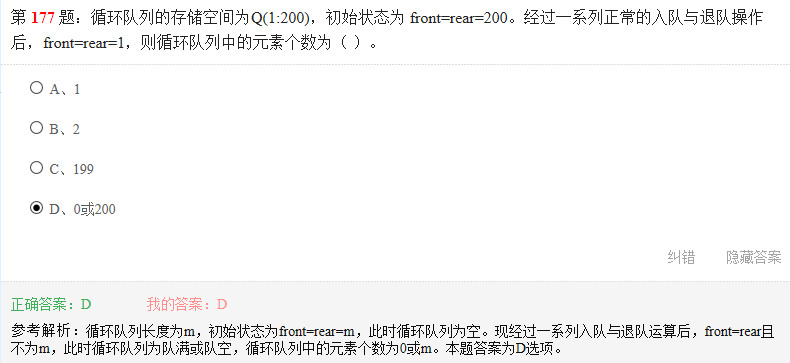 第 177 题：循环队列的存储空间为Q(1:200)，初始状态为 front=rear=200。经过一系列正常的入队与退队操作
后，front=rear=1，则循环队列中的元素个数为（ ）。
A、1
B、2
C、199
D、0或200
纠错 隐藏答案
正确答案：D 我的答案：D
参考解析：循环队列长度为m，初始状态为front=rear=m，此时循环队列为空。现经过一系列入队与退队运算后，front=rear且
不为m，此时循环队列为队满或队空，循环队列中的元素个数为0或m。本题答案为D选项。